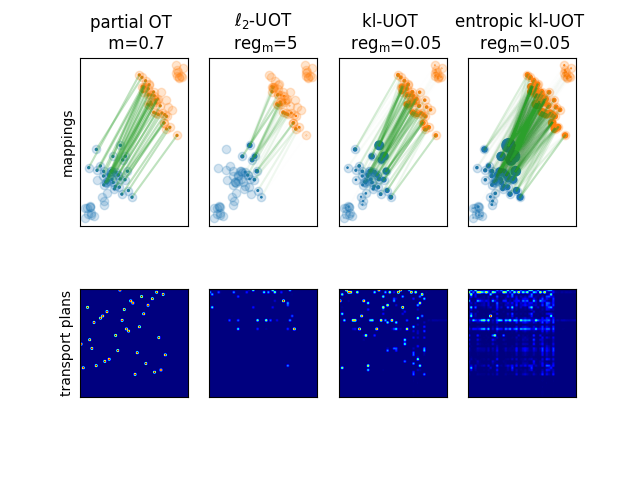 partial OT
m=0.7
ℓ₂-UOT
regₘ=5
kl-UOT
regₘ=0.05
entropic kl-UOT
regₘ=0.05
mappings
transport plans